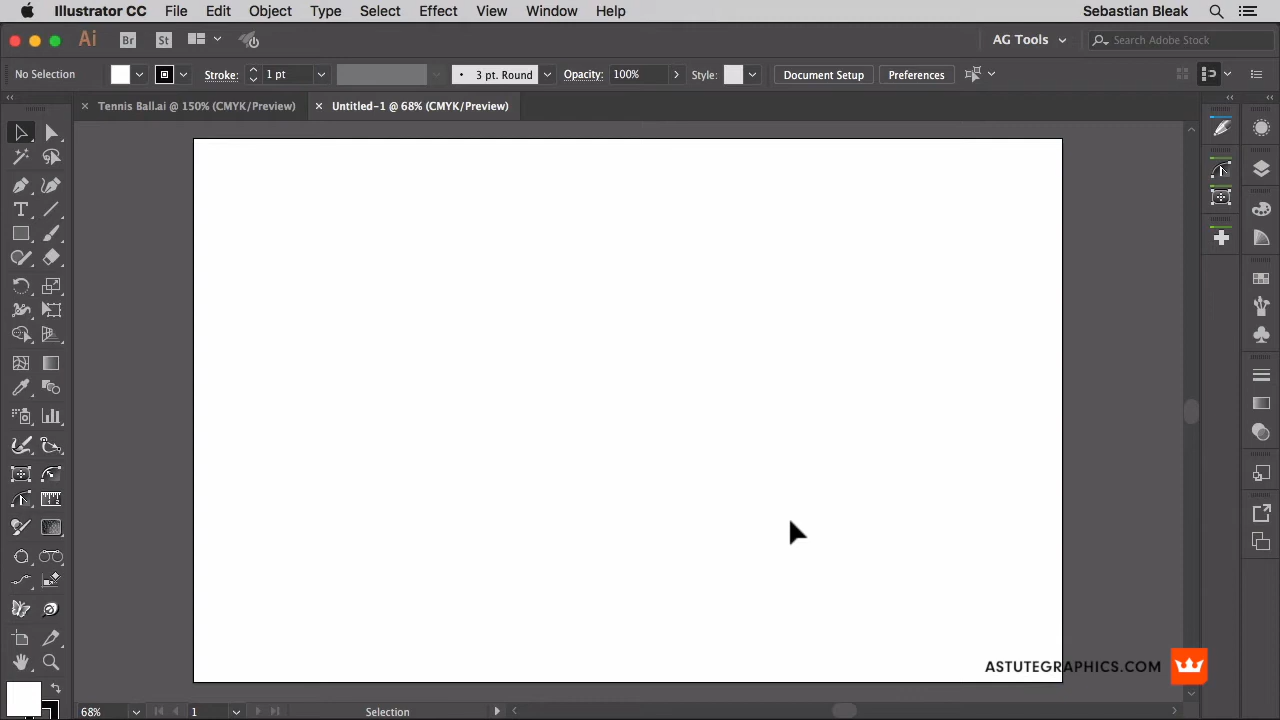 Illustrator CC File Edit Object Type Select Effect View Window Help Sebastian Bleak
Ai Br St AG Tools Search Adobe Stock
No Selection Stroke: 1 pt 3 pt. Round Opacity: 100% Style: Document Setup Preferences
Tennis Ball.ai @ 150% (CMYK/Preview) Untitled-1 @ 68% (CMYK/Preview)
ASTUTEGRAPHICS.COM
68% 1 Selection